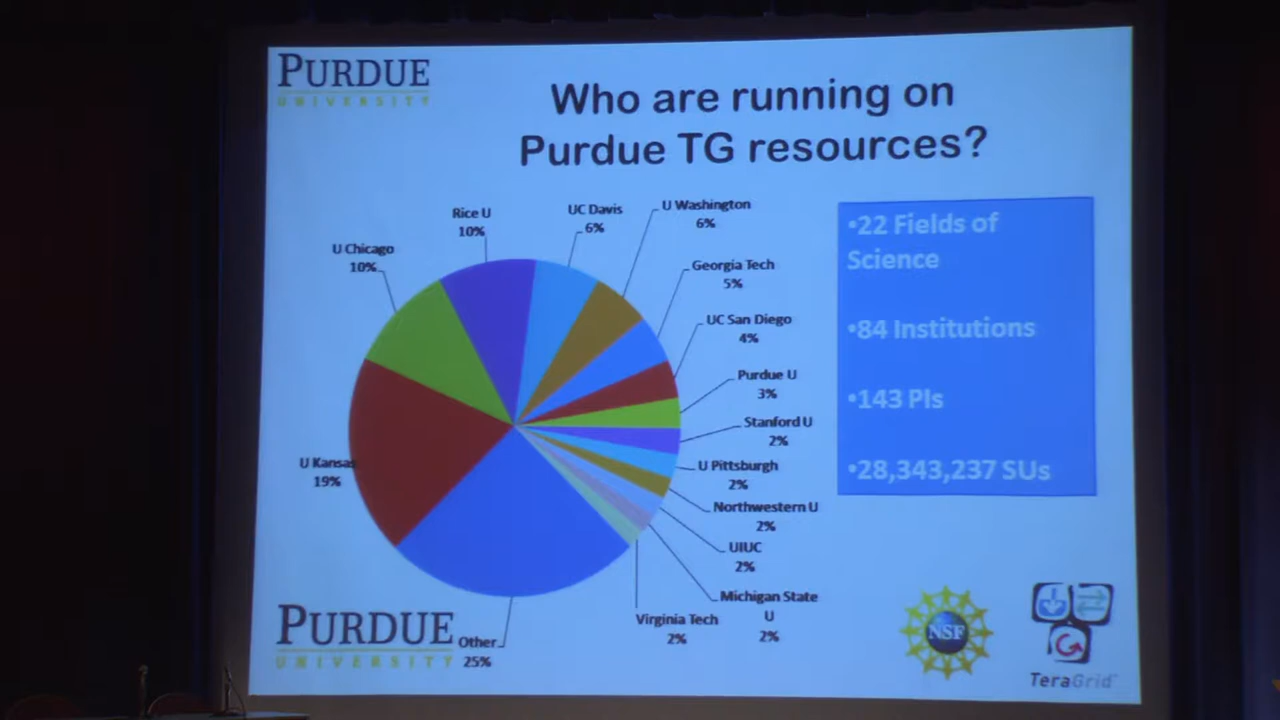 PURDUE
UNIVERSITY
Who are running on
Purdue TG resources?
Rice U
10%
UC Davis
6%
U Washington
6%
U Chicago
10%
Georgia Tech
5%
UC San Diego
4%
Purdue U
3%
Stanford U
2%
U Kansas
19%
U Pittsburgh
2%
Northwestern U
2%
UIUC
2%
Michigan State
U
2%
Virginia Tech
2%
Other
25%
•22 Fields of
Science
•84 Institutions
•143 PIs
•28,343,237 SUs
PURDUE
UNIVERSITY
NSF
TeraGrid™